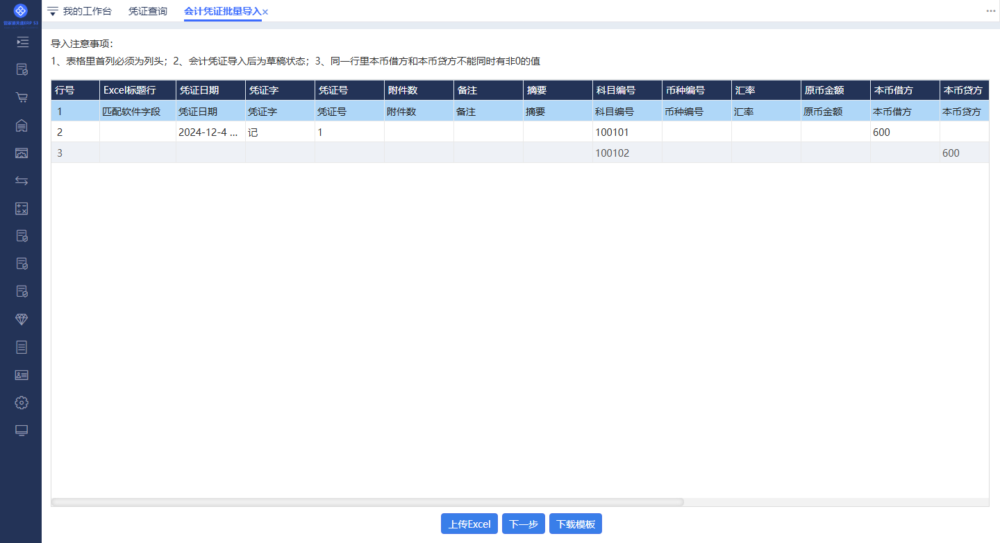 我的工作台 凭证查询 会计凭证批量导入×
导入注意事项：
1、表格里首列必须为列头；2、会计凭证导入后为草稿状态；3、同一行里本币借方和本币贷方不能同时有非0的值
行号 Excel标题行 凭证日期 凭证字 凭证号 附件数 备注 摘要 科目编号 币种编号 汇率 原币金额 本币借方 本币贷方
1 匹配软件字段 凭证日期 凭证字 凭证号 附件数 备注 摘要 科目编号 币种编号 汇率 原币金额 本币借方 本币贷方
2 2024-12-4 ... 记 1 100101 600
3 100102 600
上传Excel 下一步 下载模板